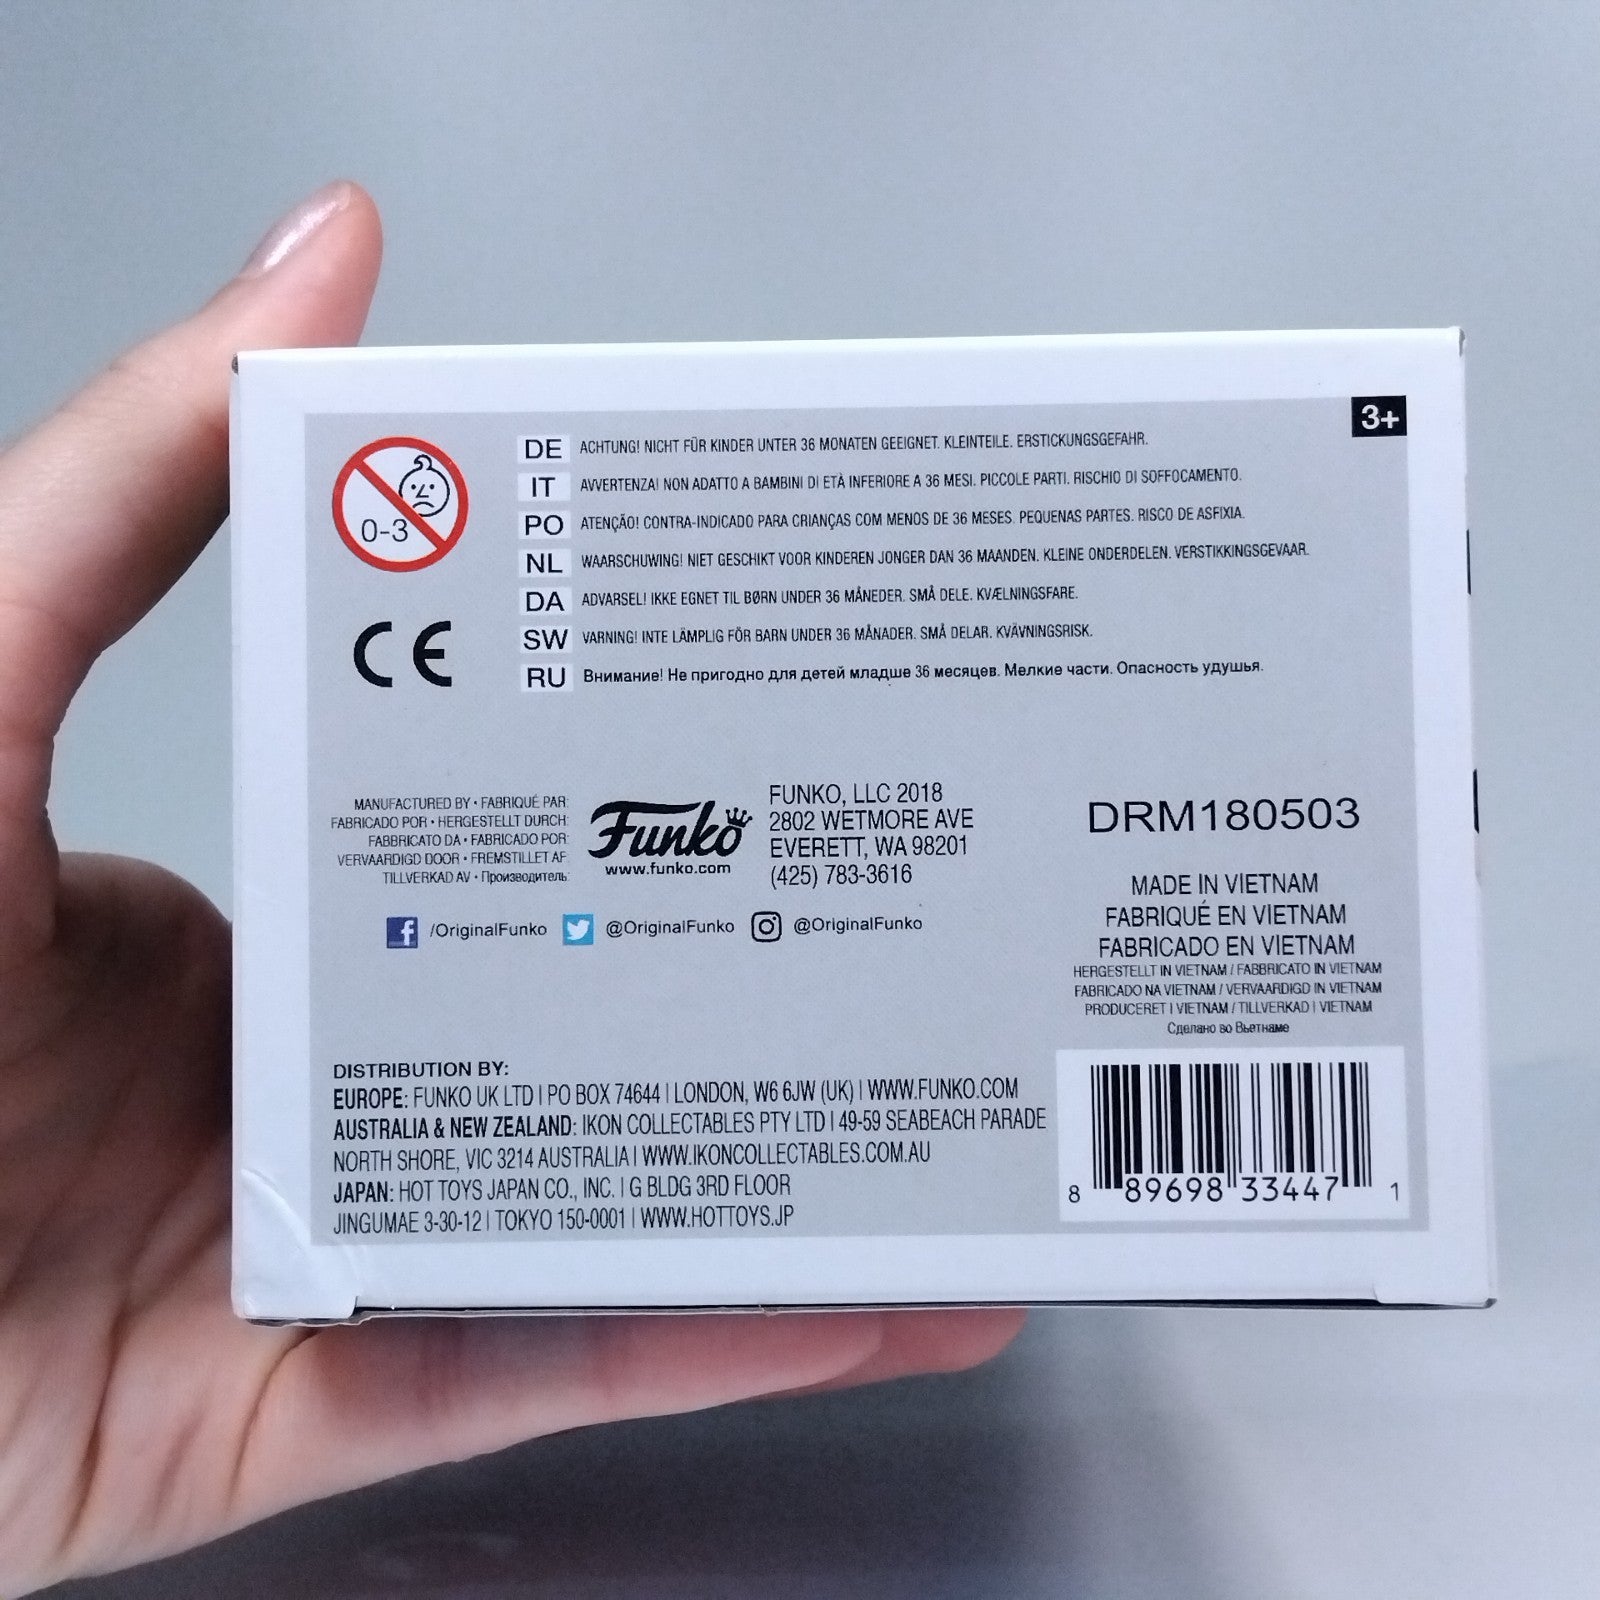 3+
0-3
DE ACHTUNG! NICHT FÜR KINDER UNTER 36 MONATEN GEEIGNET. KLEINTEILE. ERSTICKUNGSGEFAHR.
IT AVVERTENZA! NON ADATTO A BAMBINI DI ETÀ INFERIORE A 36 MESI. PICCOLE PARTI. RISCHIO DI SOFFOCAMENTO.
PO ATENÇÃO! CONTRA-INDICADO PARA CRIANÇAS COM MENOS DE 36 MESES. PEQUENAS PARTES. RISCO DE ASFIXIA.
NL WAARSCHUWING! NIET GESCHIKT VOOR KINDEREN JONGER DAN 36 MAANDEN. KLEINE ONDERDELEN. VERSTIKKINGSGEVAAR.
DA ADVARSEL! IKKE EGNET TIL BØRN UNDER 36 MÅNEDER. SMÅ DELE. KVÆLNINGSFARE.
SW VARNING! INTE LÄMPLIG FÖR BARN UNDER 36 MÅNADER. SMÅ DELAR. KVÄVNINGSRISK.
RU Внимание! Не пригодно для детей младше 36 месяцев. Мелкие части. Опасность удушья.
CE
MANUFACTURED BY • FABRIQUÉ PAR:
FABRICADO POR • HERGESTELLT DURCH:
FABBRICATO DA • FABRICADO POR:
VERVAARDIGD DOOR • FREMSTILLET AF:
TILLVERKAD AV • Производитель:
Funko
www.funko.com
FUNKO, LLC 2018
2802 WETMORE AVE
EVERETT, WA 98201
(425) 783-3616
/OriginalFunko @OriginalFunko @OriginalFunko
DRM180503
MADE IN VIETNAM
FABRIQUÉ EN VIETNAM
FABRICADO EN VIETNAM
HERGESTELLT IN VIETNAM / FABBRICATO IN VIETNAM
FABRICADO NA VIETNAM / VERVAARDIGD IN VIETNAM
PRODUCERET I VIETNAM / TILLVERKAD I VIETNAM
Сделано во Вьетнаме
DISTRIBUTION BY:
EUROPE: FUNKO UK LTD | PO BOX 74644 | LONDON, W6 6JW (UK) | WWW.FUNKO.COM
AUSTRALIA & NEW ZEALAND: IKON COLLECTABLES PTY LTD | 49-59 SEABEACH PARADE
NORTH SHORE, VIC 3214 AUSTRALIA | WWW.IKONCOLLECTABLES.COM.AU
JAPAN: HOT TOYS JAPAN CO., INC. | G BLDG 3RD FLOOR
JINGUMAE 3-30-12 | TOKYO 150-0001 | WWW.HOTTOYS.JP
8 89698 33447 1